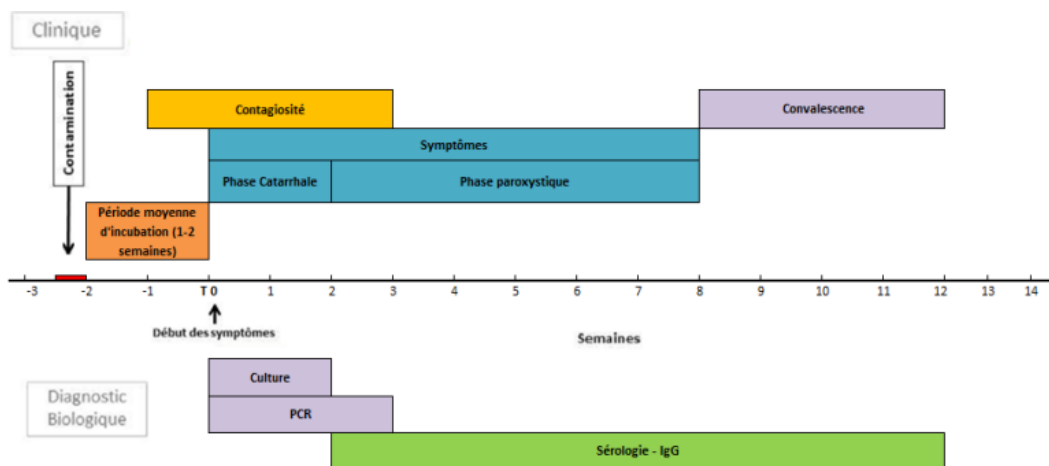 Clinique
Contamination
Contagiosité
Convalescence
Symptômes
Phase Catarrhale
Phase paroxystique
Période moyenne
d'incubation (1-2
semaines)
-3 -2 -1 T 0 1 2 3 4 5 6 7 8 9 10 11 12 13 14
Début des symptômes
Semaines
Culture
Diagnostic
Biologique
PCR
Sérologie - IgG